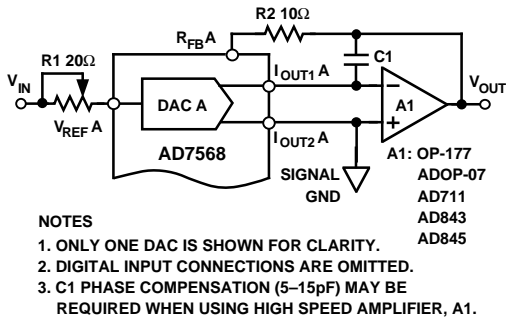 R2 10Ω
R1 20Ω
RFB A
C1
VIN
IOUT1 A
VOUT
DAC A
A1
VREF A
IOUT2 A
AD7568
SIGNAL
GND
A1: OP-177
ADOP-07
AD711
AD843
AD845
NOTES
1. ONLY ONE DAC IS SHOWN FOR CLARITY.
2. DIGITAL INPUT CONNECTIONS ARE OMITTED.
3. C1 PHASE COMPENSATION (5–15pF) MAY BE
REQUIRED WHEN USING HIGH SPEED AMPLIFIER, A1.